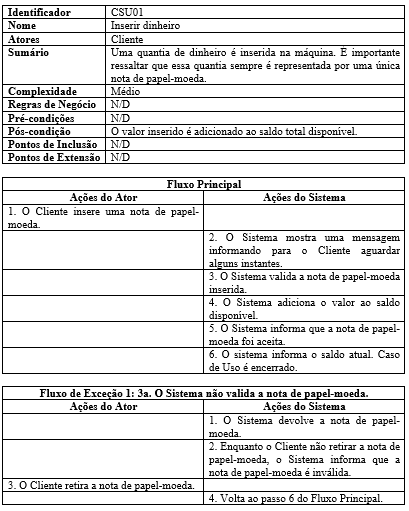 Identificador CSU01
Nome Inserir dinheiro
Atores Cliente
Sumário Uma quantia de dinheiro é inserida na máquina. É importante
ressaltar que essa quantia sempre é representada por uma única
nota de papel-moeda.
Complexidade Médio
Regras de Negócio N/D
Pré-condições N/D
Pós-condição O valor inserido é adicionado ao saldo total disponível.
Pontos de Inclusão N/D
Pontos de Extensão N/D
Fluxo Principal
Ações do Ator Ações do Sistema
1. O Cliente insere uma nota de papel-
moeda.
2. O Sistema mostra uma mensagem
informando para o Cliente aguardar
alguns instantes.
3. O Sistema valida a nota de papel-moeda
inserida.
4. O Sistema adiciona o valor ao saldo
disponível.
5. O Sistema informa que a nota de papel-
moeda foi aceita.
6. O sistema informa o saldo atual. Caso
de Uso é encerrado.
Fluxo de Exceção 1: 3a. O Sistema não valida a nota de papel-moeda.
Ações do Ator Ações do Sistema
1. O Sistema devolve a nota de papel-
moeda.
2. Enquanto o Cliente não retirar a nota de
papel-moeda, o Sistema informa que a
nota de papel-moeda é inválida.
3. O Cliente retira a nota de papel-moeda.
4. Volta ao passo 6 do Fluxo Principal.